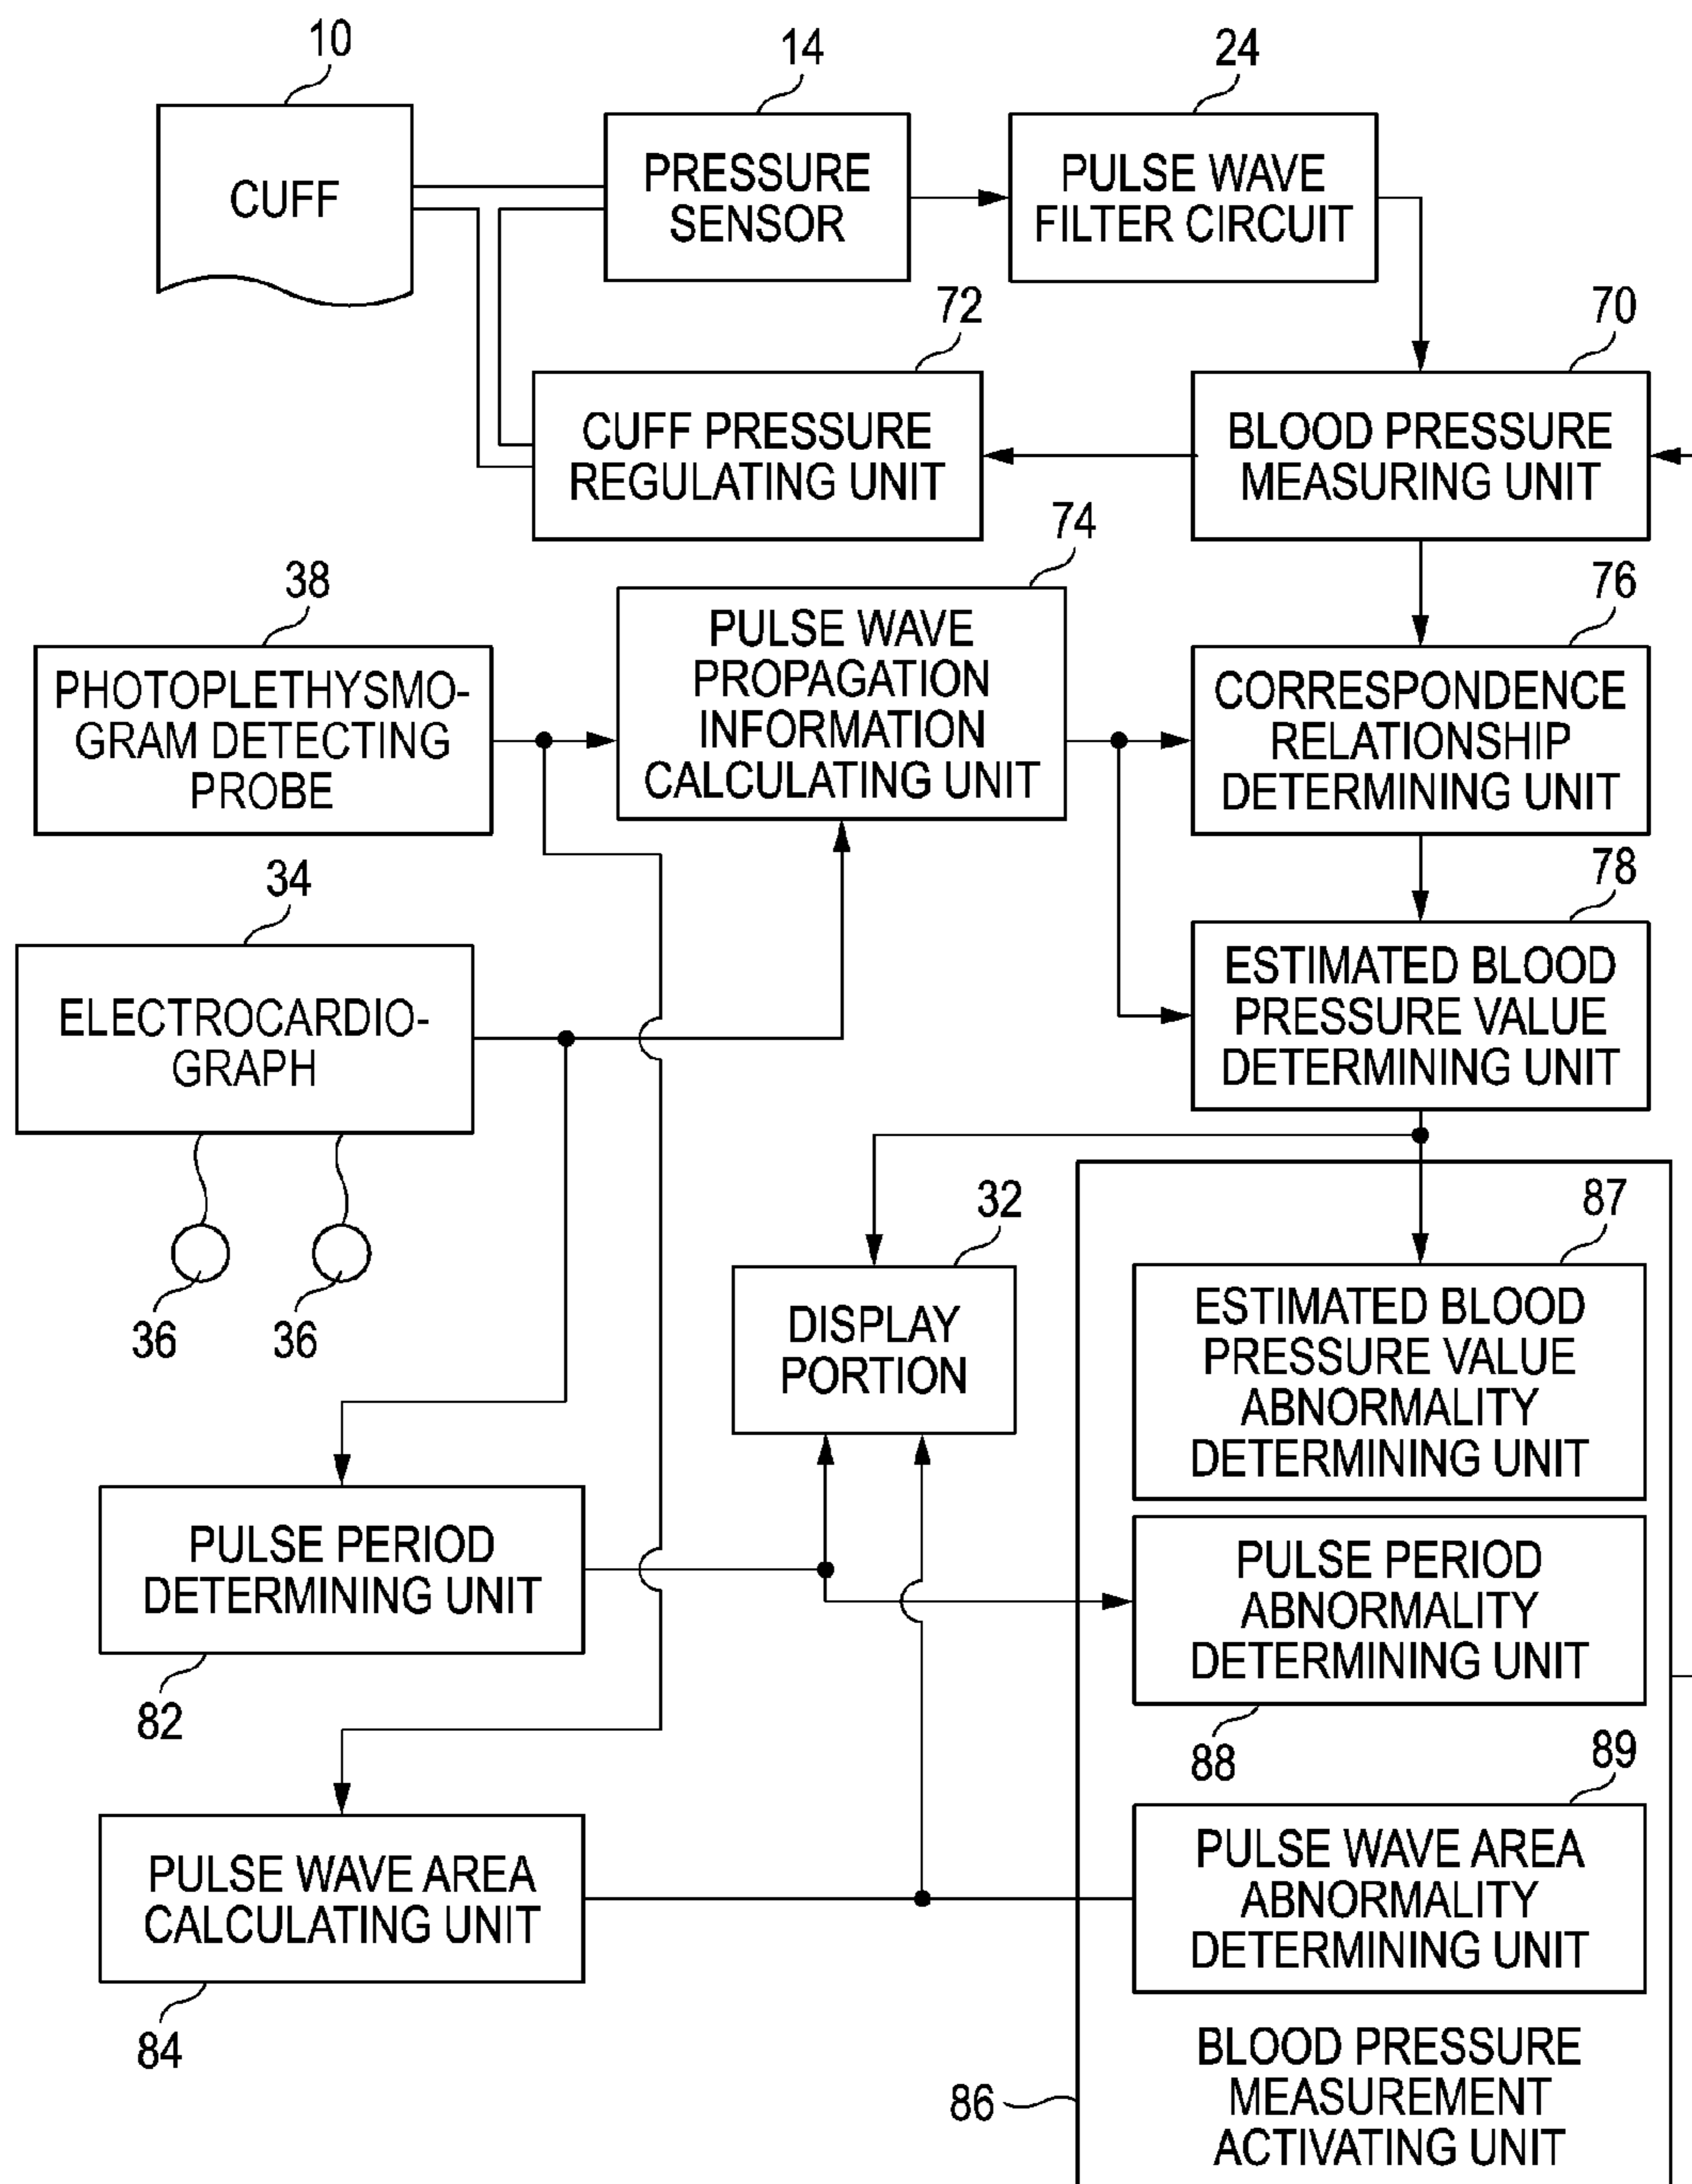 10
14
24
CUFF
PRESSURE
SENSOR
PULSE WAVE
FILTER CIRCUIT
72
70
CUFF PRESSURE
REGULATING UNIT
BLOOD PRESSURE
MEASURING UNIT
74
38
76
PHOTOPLETHYSMO-
GRAM DETECTING
PROBE
PULSE WAVE
PROPAGATION
INFORMATION
CALCULATING UNIT
CORRESPONDENCE
RELATIONSHIP
DETERMINING UNIT
34
78
ELECTROCARDIO-
GRAPH
ESTIMATED BLOOD
PRESSURE VALUE
DETERMINING UNIT
36
36
32
87
DISPLAY
PORTION
ESTIMATED BLOOD
PRESSURE VALUE
ABNORMALITY
DETERMINING UNIT
PULSE PERIOD
DETERMINING UNIT
82
PULSE PERIOD
ABNORMALITY
DETERMINING UNIT
88
89
PULSE WAVE AREA
CALCULATING UNIT
84
PULSE WAVE AREA
ABNORMALITY
DETERMINING UNIT
86
BLOOD PRESSURE
MEASUREMENT
ACTIVATING UNIT